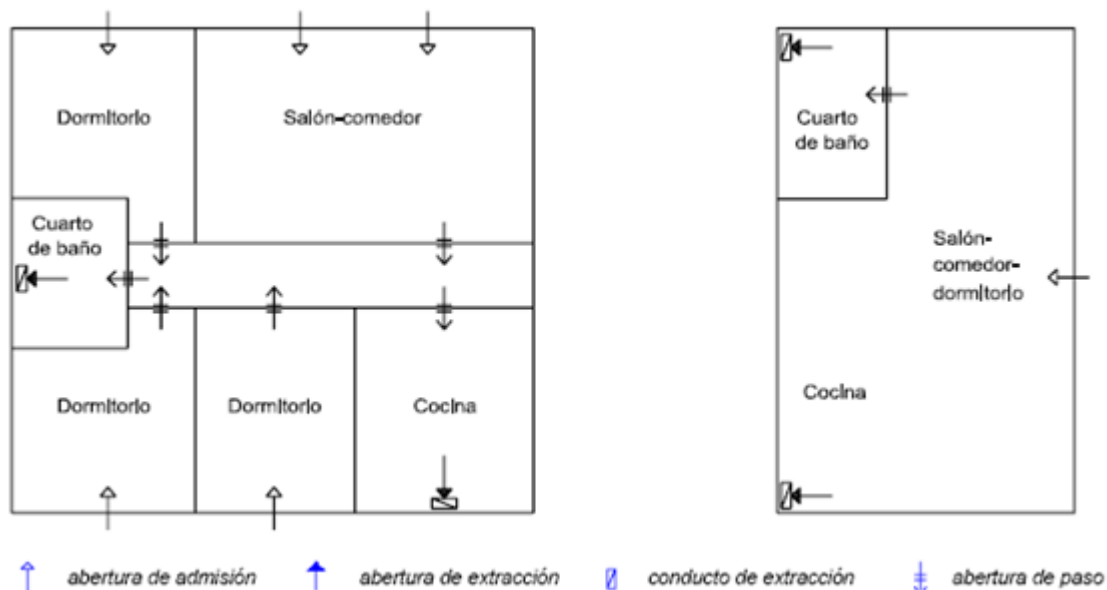 Dormitorio
Salón-comedor
Cuarto
de baño
Dormitorio
Dormitorio
Cocina
Cuarto
de baño
Salón-
comedor-
dormitorio
Cocina
abertura de admisión
abertura de extracción
conducto de extracción
abertura de paso